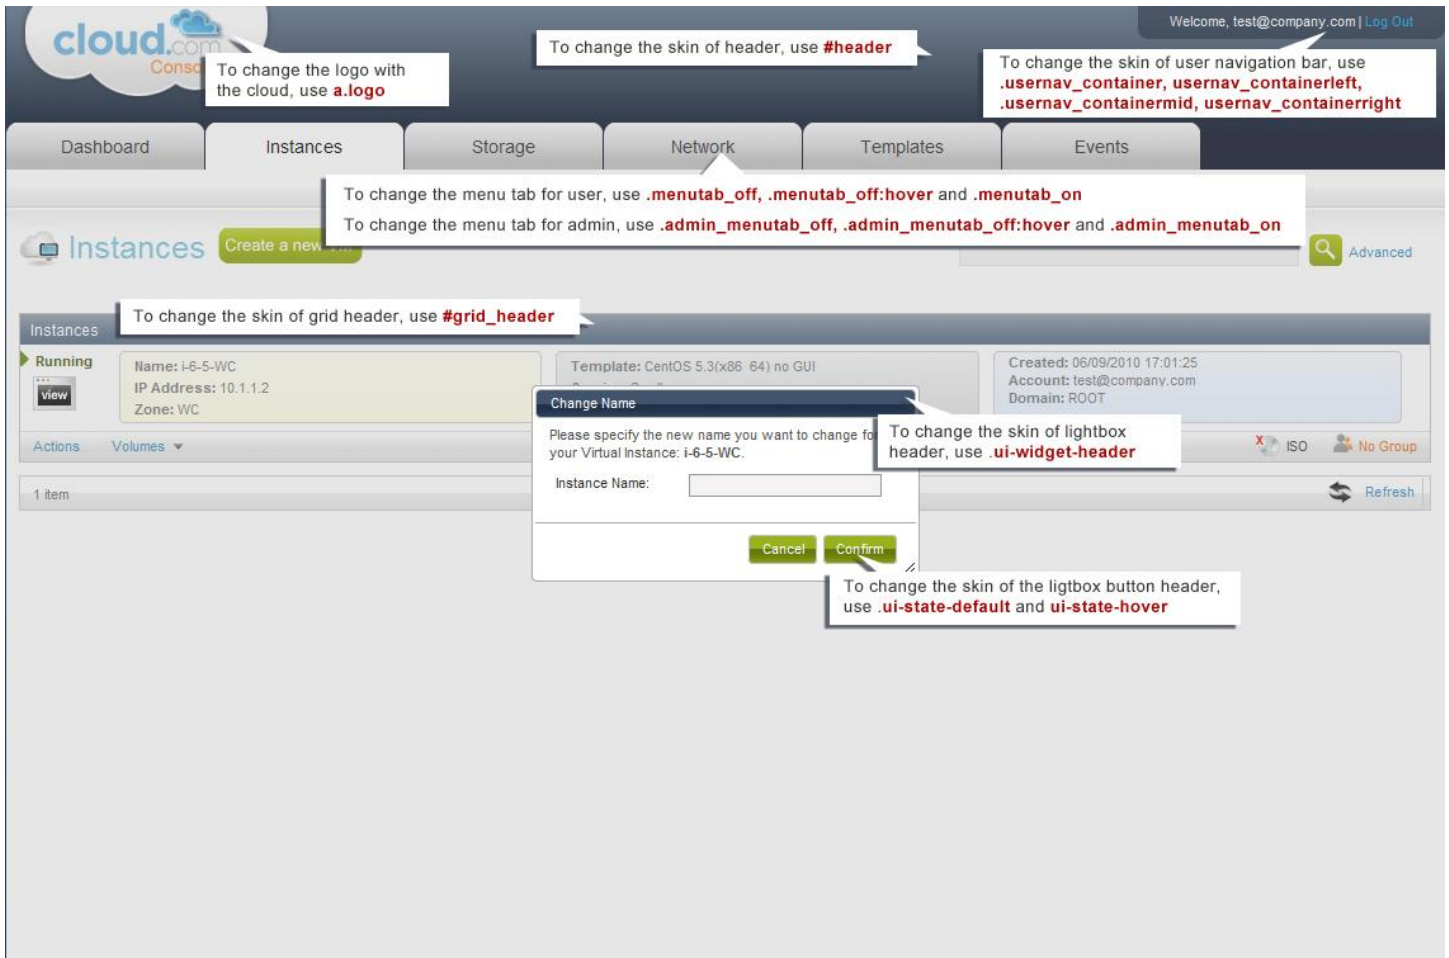 Welcome, test@company.com | Log Out
cloud.com
Conso
To change the logo with
the cloud, use a.logo
To change the skin of header, use #header
To change the skin of user navigation bar, use
.usernav_container, usernav_containerleft,
.usernav_containermid, usernav_containerright
Dashboard Instances Storage Network Templates Events
To change the menu tab for user, use .menutab_off, .menutab_off:hover and .menutab_on
To change the menu tab for admin, use .admin_menutab_off, .admin_menutab_off:hover and .admin_menutab_on
Instances Create a new Advanced
To change the skin of grid header, use #grid_header
Instances
Running
view
Name: i-6-5-WC
IP Address: 10.1.1.2
Zone: WC
Template: CentOS 5.3(x86 64) no GUI
Created: 06/09/2010 17:01:25
Account: test@company.com
Domain: ROOT
Change Name
Please specify the new name you want to change for
your Virtual Instance: i-6-5-WC.
Instance Name:
Cancel Confirm
To change the skin of lightbox
header, use .ui-widget-header
Actions Volumes X ISO No Group
1 item Refresh
To change the skin of the ligtbox button header,
use .ui-state-default and ui-state-hover